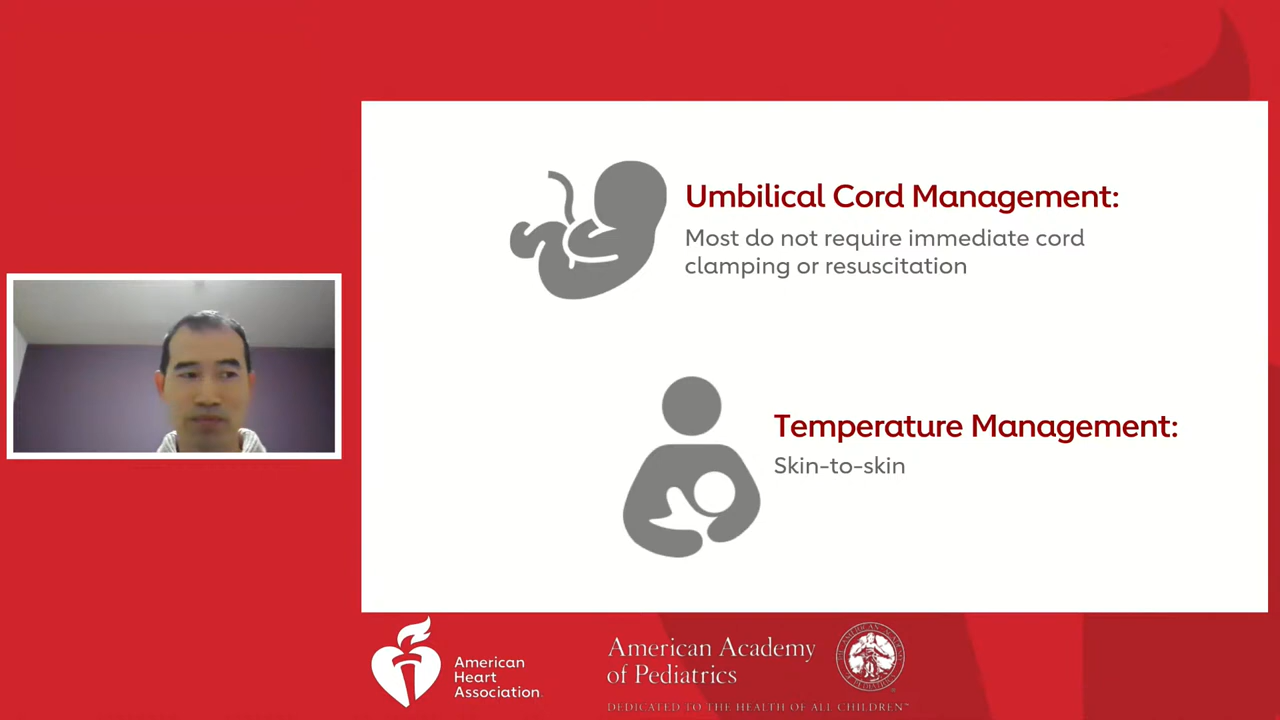 Umbilical Cord Management:
Most do not require immediate cord
clamping or resuscitation
Temperature Management:
Skin-to-skin
American
Heart
Association.
American Academy
of Pediatrics
DEDICATED TO THE HEALTH OF ALL CHILDREN™